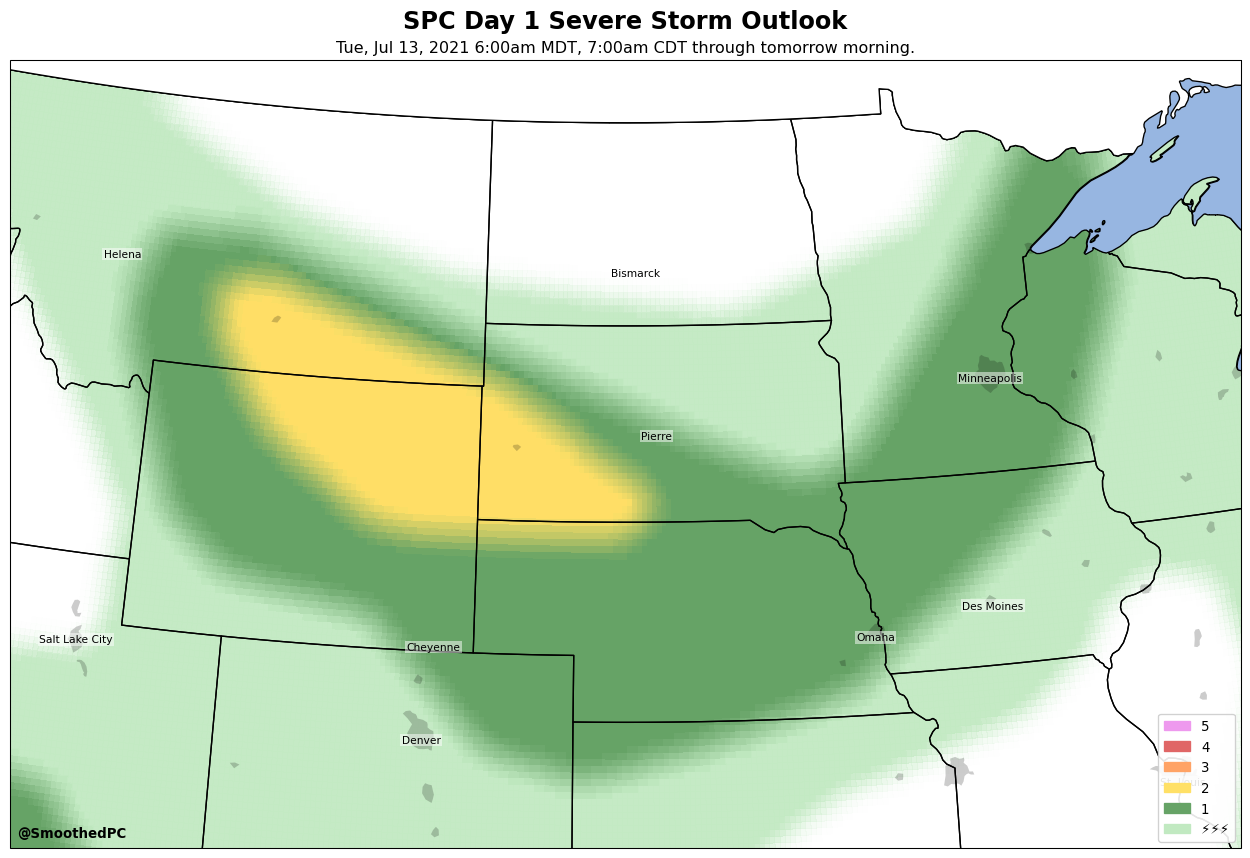 SPC Day 1 Severe Storm Outlook
Tue, Jul 13, 2021 6:00am MDT, 7:00am CDT through tomorrow morning.
Helena
Bismarck
Minneapolis
Pierre
Des Moines
Salt Lake City
Cheyenne
Omaha
Denver
5
4
3
2
1
⚡⚡⚡
@SmoothedPC